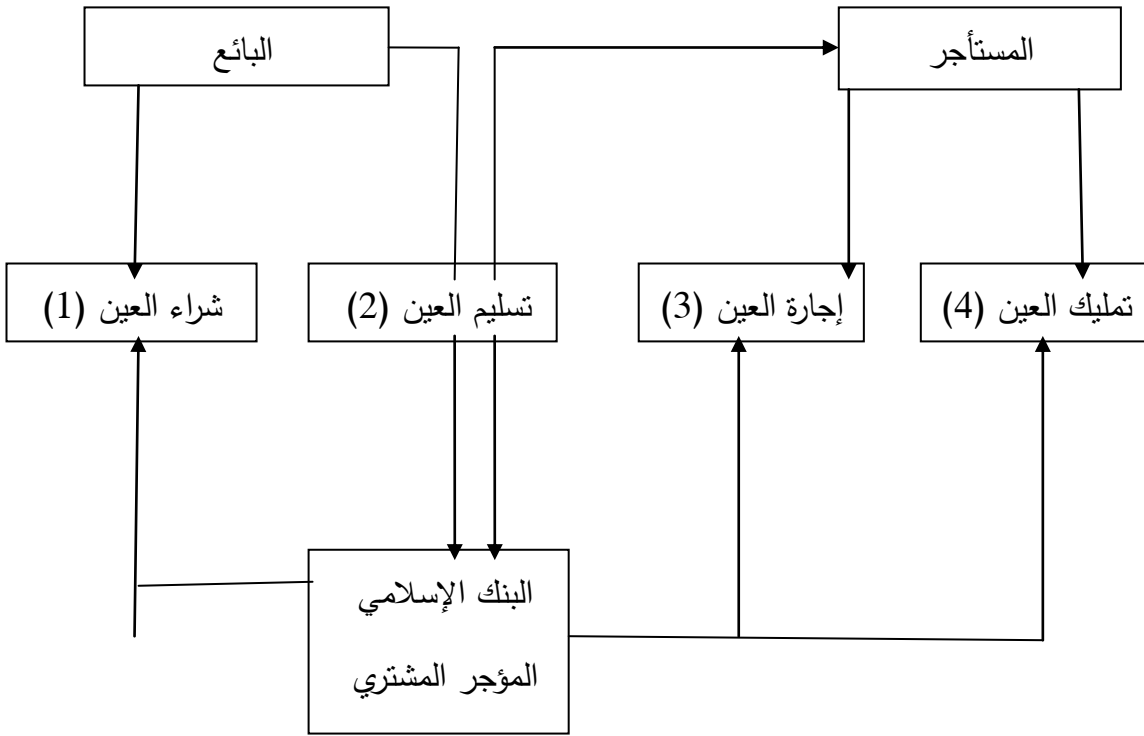 المستأجر
البائع
تمليك العين (4)
إجارة العين (3)
تسليم العين (2)
شراء العين (1)
البنك الإسلامي
المؤجر المشتري